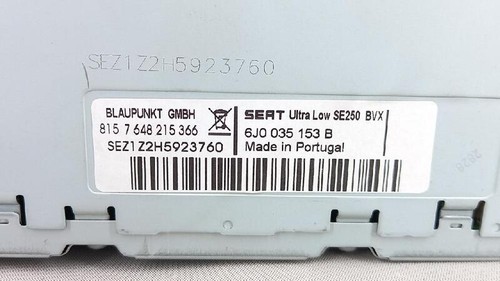 SEZ1Z2H5923760
BLAUPUNKT GMBH
815 7 648 215 366
SEZ1Z2H5923760
SEAT Ultra Low SE250 BVX
6J0 035 153 B
Made in Portugal